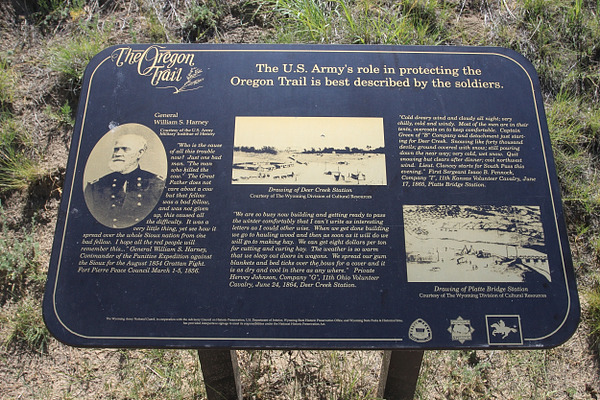 The Oregon Trail
The U.S. Army's role in protecting the
Oregon Trail is best described by the soldiers.
General
William S. Harney
Courtesy of the U.S. Army
Military Institute of History
"Who is the cause
of all this trouble
now? Just one bad
man. "The man
who killed the
cow." The Great
Father does not
care about a cow
but that fellow
was a bad fellow,
and was not given
up, this caused all
the difficulty. It was a
very little thing, yet see how it
spread over the whole Sioux nation from one
bad fellow. I hope all the red people will
remember this..." General William S. Harney,
Commander of the Punitive Expedition against
the Sioux for the August 1854 Grattan Fight.
Fort Pierre Peace Council March 1-5, 1856.
Drawing of Deer Creek Station
Courtesy of The Wyoming Division of Cultural Resources
"We are so busy now building and getting ready to pass
the winter comfortably that I can't write as interesting
letters as I could other wise. When we get done building
we go to hauling wood and then as soon as it will do we
will go to making hay. We can get eight dollars per ton
for cutting and curing hay. The weather is so warm
that we sleep out doors in wagons. We spread our gum
blankets and bed ticks over the bows for a cover and it
is as dry and cool in there as any where." Private
Hervey Johnson, Company "G", 11th Ohio Volunteer
Cavalry, June 24, 1864, Deer Creek Station.
"Cold dreary wind and cloudy all night; very
chilly, cold and windy. Most of the men are in their
tents, overcoats on to keep comfortable. Captain
Greer of "B" Company and detachment just start-
ing for Deer Creek. Snowing like forty thousand
devils; ground covered with snow; still pouring
down the near way; very cold, wet snow. Quit
snowing but clears after dinner; cool northwest
wind. Lieut. Clancey starts for South Pass this
evening." First Sergeant Isaac B. Pennock,
Company "I", 11th Kansas Volunteer Cavalry, June
17, 1865, Platte Bridge Station.
Drawing of Platte Bridge Station
Courtesy of The Wyoming Division of Cultural Resources